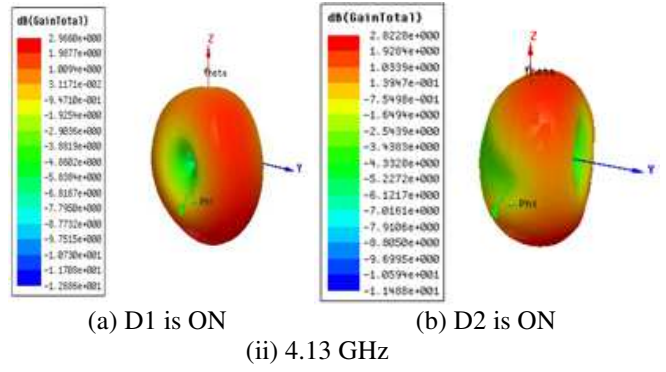 dB(GainTotal)
2.9660e+000
1.9877e+000
1.0094e+000
3.1171e-002
-9.4710e-001
-1.9254e+000
-2.9036e+000
-3.8819e+000
-4.8602e+000
-5.8384e+000
-6.8167e+000
-7.7950e+000
-8.7732e+000
-9.7515e+000
-1.0730e+001
-1.1708e+001
-1.2686e+001
Z
Theta
Y
Phi
(a) D1 is ON
dB(GainTotal)
2.8228e+000
1.9284e+000
1.0339e+000
1.3947e-001
-7.5498e-001
-1.6494e+000
-2.5439e+000
-3.4383e+000
-4.3328e+000
-5.2272e+000
-6.1217e+000
-7.0161e+000
-7.9106e+000
-8.8050e+000
-9.6995e+000
-1.0594e+001
-1.1488e+001
Z
Theta
Y
Phi
(b) D2 is ON
(ii) 4.13 GHz